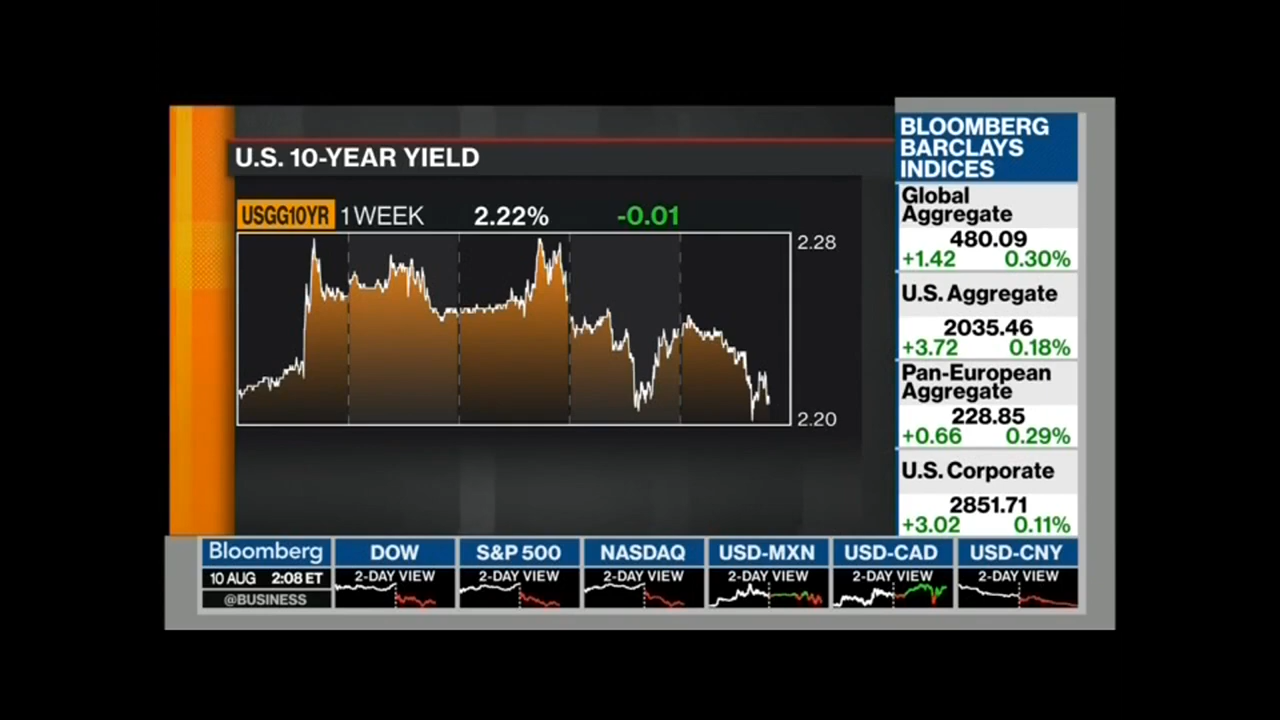 U.S. 10-YEAR YIELD
USGG10YR 1 WEEK 2.22% -0.01
2.28
2.20
BLOOMBERG
BARCLAYS
INDICES
Global
Aggregate
480.09
+1.42 0.30%
U.S. Aggregate
2035.46
+3.72 0.18%
Pan-European
Aggregate
228.85
+0.66 0.29%
U.S. Corporate
2851.71
+3.02 0.11%
Bloomberg DOW S&P 500 NASDAQ USD-MXN USD-CAD USD-CNY
10 AUG 2:08 ET 2-DAY VIEW 2-DAY VIEW 2-DAY VIEW 2-DAY VIEW 2-DAY VIEW 2-DAY VIEW
@BUSINESS